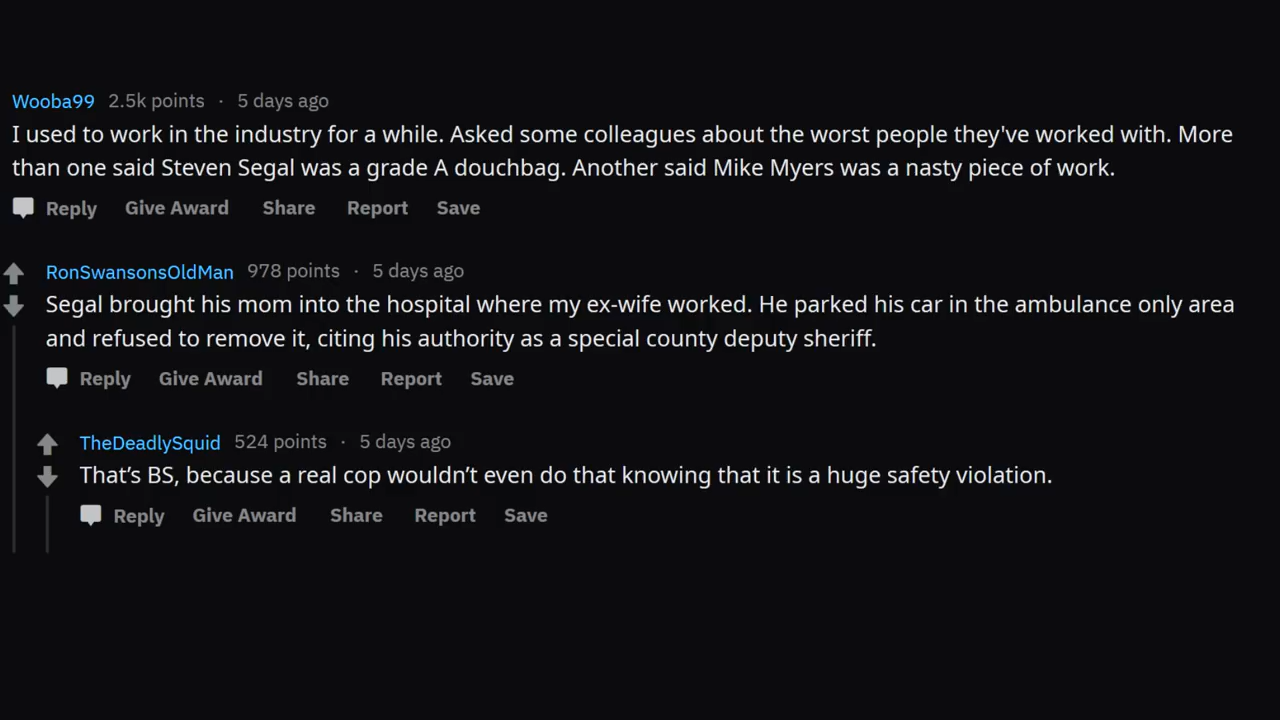 Wooba99 2.5k points · 5 days ago
I used to work in the industry for a while. Asked some colleagues about the worst people they've worked with. More
than one said Steven Segal was a grade A douchbag. Another said Mike Myers was a nasty piece of work.
Reply Give Award Share Report Save
RonSwansonsOldMan 978 points · 5 days ago
Segal brought his mom into the hospital where my ex-wife worked. He parked his car in the ambulance only area
and refused to remove it, citing his authority as a special county deputy sheriff.
Reply Give Award Share Report Save
TheDeadlySquid 524 points · 5 days ago
That’s BS, because a real cop wouldn’t even do that knowing that it is a huge safety violation.
Reply Give Award Share Report Save